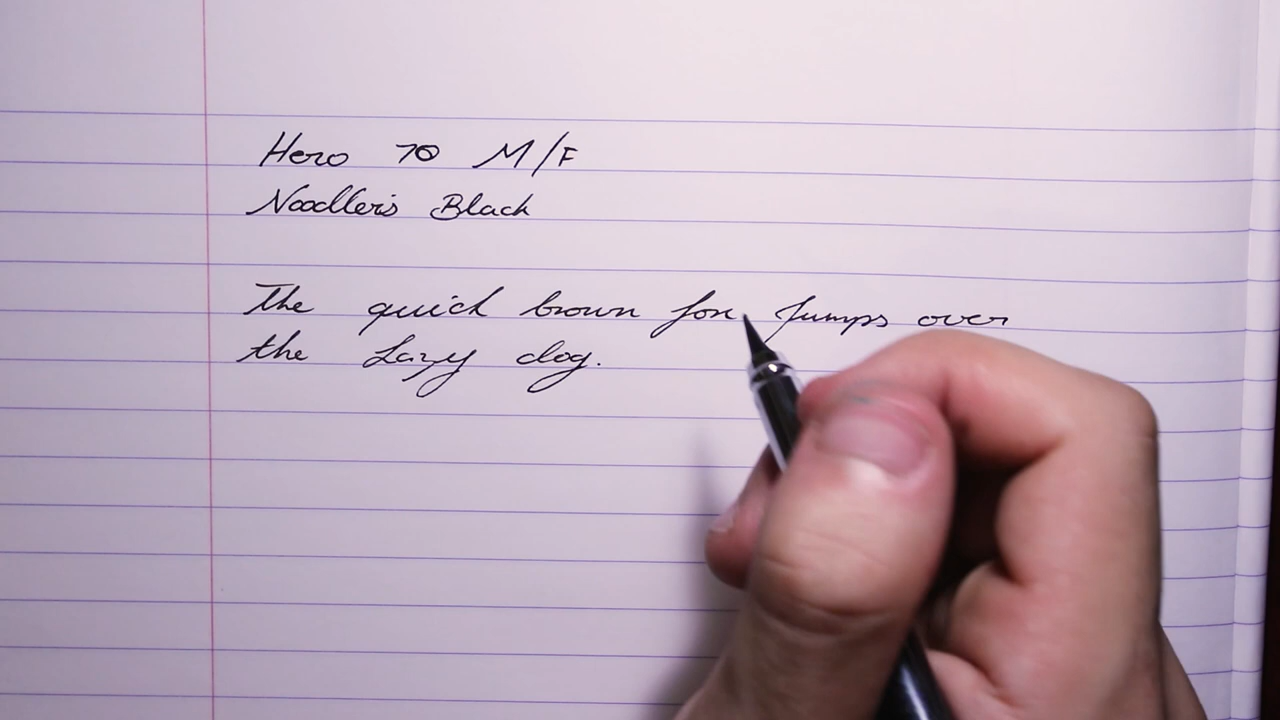 Hero 70 M/F
Noodler's Black
The quick brown fox jumps over
the Lazy dog.